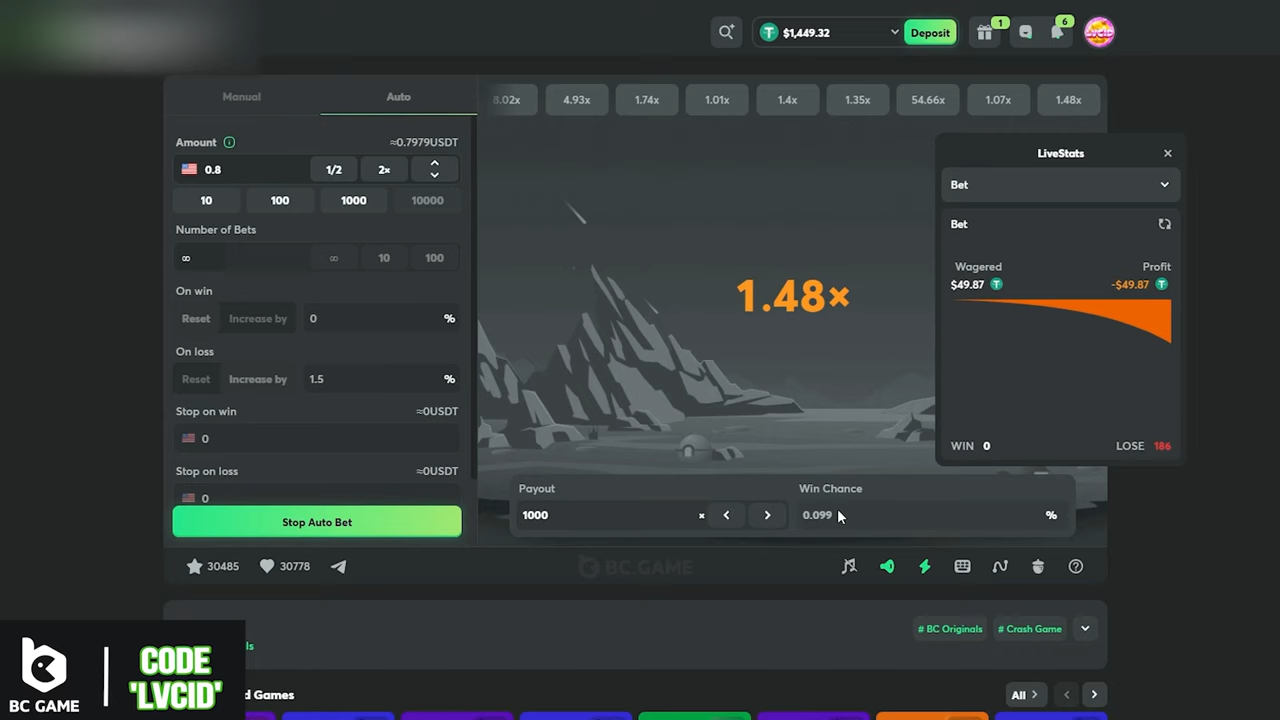 $1,449.32
Deposit
1
6
LVCID
Manual
Auto
8.02x
4.93x
1.74x
1.01x
1.4x
1.35x
54.66x
1.07x
1.48x
Amount
≈0.7979USDT
0.8
1/2
2x
10
100
1000
10000
Number of Bets
∞
∞
10
100
On win
Reset
Increase by
0
%
On loss
Reset
Increase by
1.5
%
Stop on win
≈0USDT
0
Stop on loss
≈0USDT
0
Stop Auto Bet
1.48×
LiveStats
Bet
Bet
Wagered
Profit
$49.87
-$49.87
WIN 0
LOSE 186
Payout
1000
x
Win Chance
0.099
%
30485
30778
BC.GAME
# BC Originals
# Crash Game
ls
d Games
All
BC GAME
CODE
'LVCID'